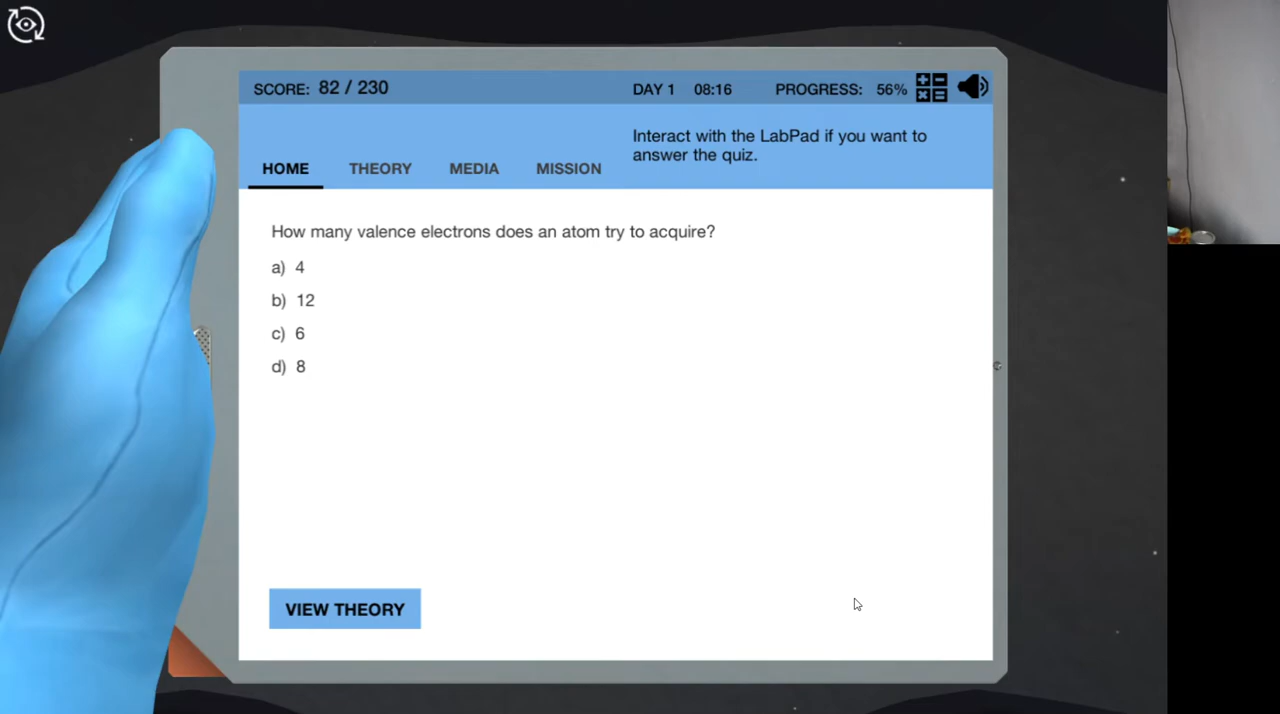 SCORE: 82 / 230 DAY 1 08:16 PROGRESS: 56%
Interact with the LabPad if you want to
answer the quiz.
HOME THEORY MEDIA MISSION
How many valence electrons does an atom try to acquire?
a) 4
b) 12
c) 6
d) 8
VIEW THEORY